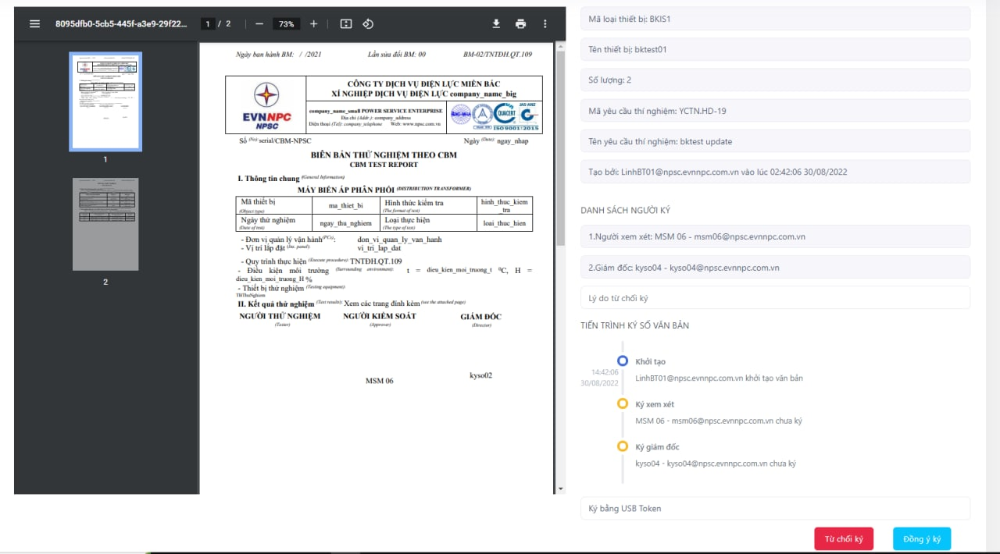 8095dfb0-5cb5-445f-a3e9-29f22...
1 / 2
73%
1
2
Ngày ban hành BM: / /2021 Lần sửa đổi BM: 00 BM-02/TNTĐH.QT.109
EVNNPC
NPSC
CÔNG TY DỊCH VỤ ĐIỆN LỰC MIỀN BẮC
XÍ NGHIỆP DỊCH VỤ ĐIỆN LỰC company_name_big
company_name_small POWER SERVICE ENTERPRISE
Địa chỉ (Addr.): company_address
Điện thoại (Tel): company_telephone Web: www.npsc.com.vn
QUACERT
JAS-ANZ
ISO 9001:2015
Số (No): serial/CBM-NPSC Ngày (Date): ngay_nhap
BIÊN BẢN THỬ NGHIỆM THEO CBM
CBM TEST REPORT
I. Thông tin chung (General Information)
MÁY BIẾN ÁP PHÂN PHỐI (DISTRIBUTION TRANSFORMER)
Mã thiết bị
(Object type)
ma_thiet_bi
Hình thức kiểm tra
(The format of test)
hinh_thuc_kiem
_tra
Ngày thử nghiệm
(Date of test)
ngay_thu_nghiem
Loại thực hiện
(The type of test)
loai_thuc_hien
- Đơn vị quản lý vận hành (PCs): don_vi_quan_ly_van_hanh
- Vị trí lắp đặt (Ins. panel): vi_tri_lap_dat
- Quy trình thực hiện (Execute procedure): TNTĐH.QT.109
- Điều kiện môi trường (Surrounding environment): t = dieu_kien_moi_truong_t ⁰C, H =
dieu_kien_moi_truong_H %
- Thiết bị thử nghiệm (Testing equipment):
TBThuNghiem
II. Kết quả thử nghiệm (Test results): Xem các trang đính kèm (see the attached page)
NGƯỜI THỬ NGHIỆM NGƯỜI KIỂM SOÁT GIÁM ĐỐC
(Tester) (Approver) (Director)
MSM 06 kyso02
Mã loại thiết bị: BKIS1
Tên thiết bị: bktest01
Số lượng: 2
Mã yêu cầu thí nghiệm: YCTN.HD-19
Tên yêu cầu thí nghiệm: bktest update
Tạo bởi: LinhBT01@npsc.evnnpc.com.vn vào lúc 02:42:06 30/08/2022
DANH SÁCH NGƯỜI KÝ
1.Người xem xét: MSM 06 - msm06@npsc.evnnpc.com.vn
2.Giám đốc: kyso04 - kyso04@npsc.evnnpc.com.vn
Lý do từ chối ký
TIẾN TRÌNH KÝ SỐ VĂN BẢN
14:42:06
30/08/2022
Khởi tạo
LinhBT01@npsc.evnnpc.com.vn khởi tạo văn bản
Ký xem xét
MSM 06 - msm06@npsc.evnnpc.com.vn chưa ký
Ký giám đốc
kyso04 - kyso04@npsc.evnnpc.com.vn chưa ký
Ký bằng USB Token
Từ chối ký
Đồng ý ký